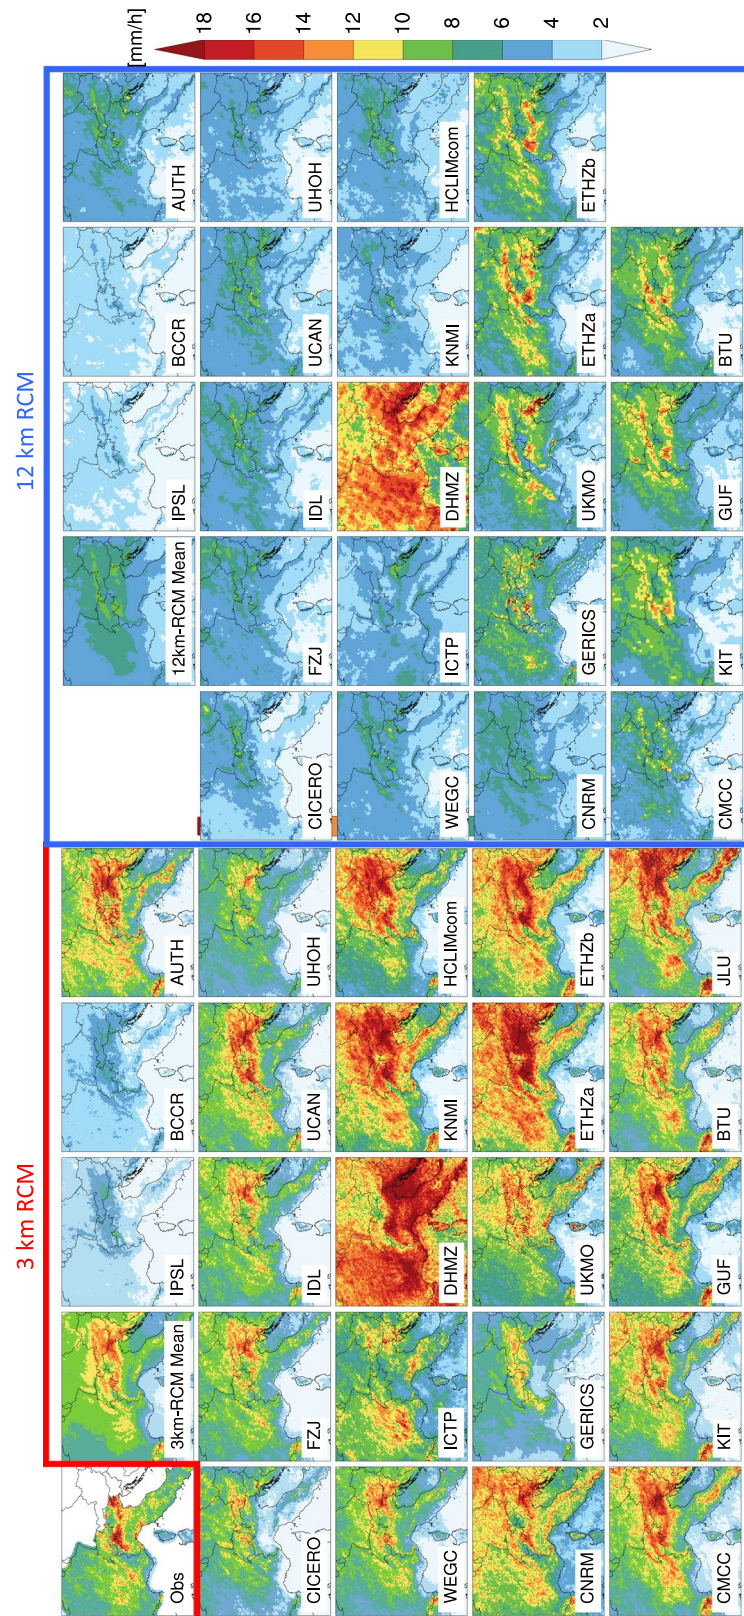 3 km RCM
12 km RCM
[mm/h]
18
16
14
12
10
8
6
4
2
Obs
3km-RCM Mean
IPSL
BCCR
AUTH
12km-RCM Mean
IPSL
BCCR
AUTH
CICERO
FZJ
IDL
UCAN
UHOH
CICERO
FZJ
IDL
UCAN
UHOH
WEGC
ICTP
DHMZ
KNMI
HCLIMcom
WEGC
ICTP
DHMZ
KNMI
HCLIMcom
CNRM
GERICS
UKMO
ETHZa
ETHZb
CNRM
GERICS
UKMO
ETHZa
ETHZb
CMCC
KIT
GUF
BTU
JLU
CMCC
KIT
GUF
BTU